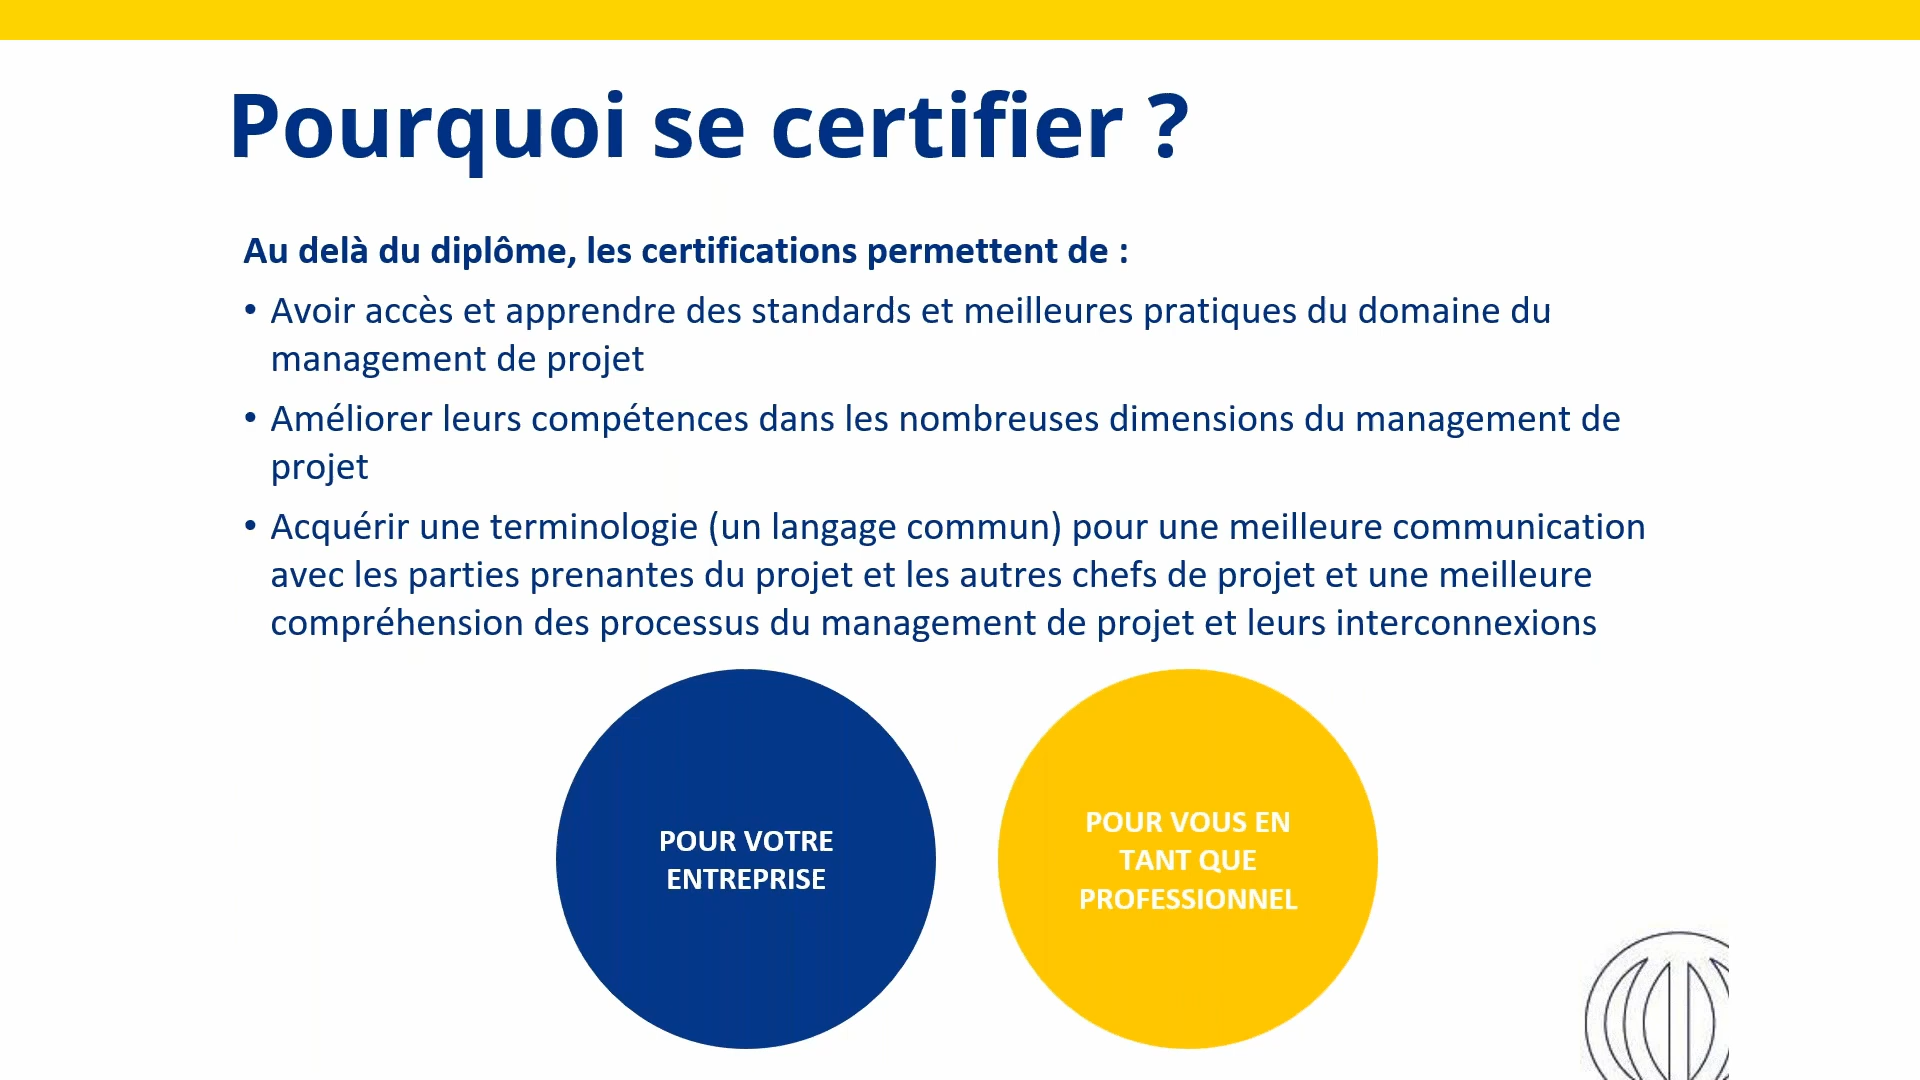 Pourquoi se certifier ?
Au delà du diplôme, les certifications permettent de :
• Avoir accès et apprendre des standards et meilleures pratiques du domaine du
management de projet
• Améliorer leurs compétences dans les nombreuses dimensions du management de
projet
• Acquérir une terminologie (un langage commun) pour une meilleure communication
avec les parties prenantes du projet et les autres chefs de projet et une meilleure
compréhension des processus du management de projet et leurs interconnexions
POUR VOTRE
ENTREPRISE
POUR VOUS EN
TANT QUE
PROFESSIONNEL